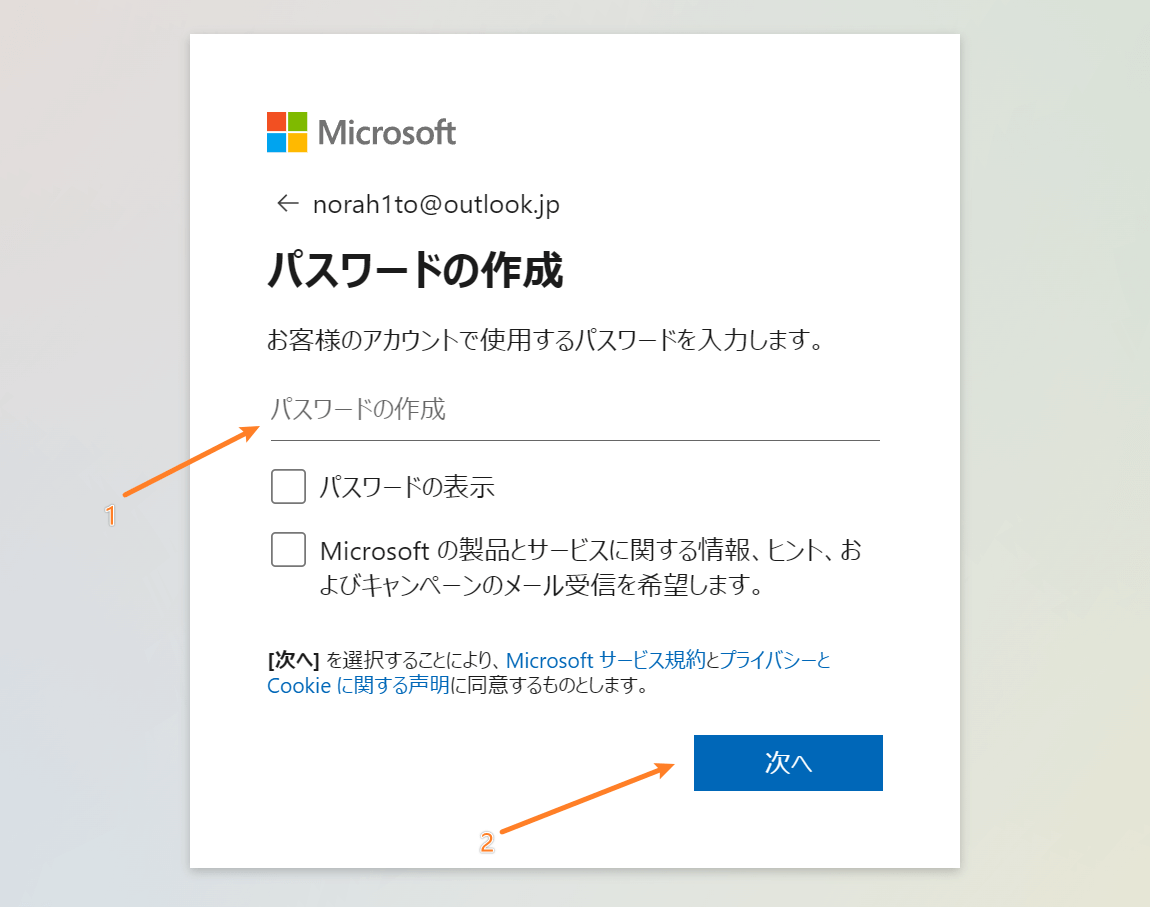 Microsoft
← norah1to@outlook.jp
パスワードの作成
お客様のアカウントで使用するパスワードを入力します。
パスワードの作成
1
パスワードの表示
Microsoft の製品とサービスに関する情報、ヒント、お
よびキャンペーンのメール受信を希望します。
[次へ] を選択することにより、Microsoft サービス規約とプライバシーと
Cookie に関する声明に同意するものとします。
次へ
2